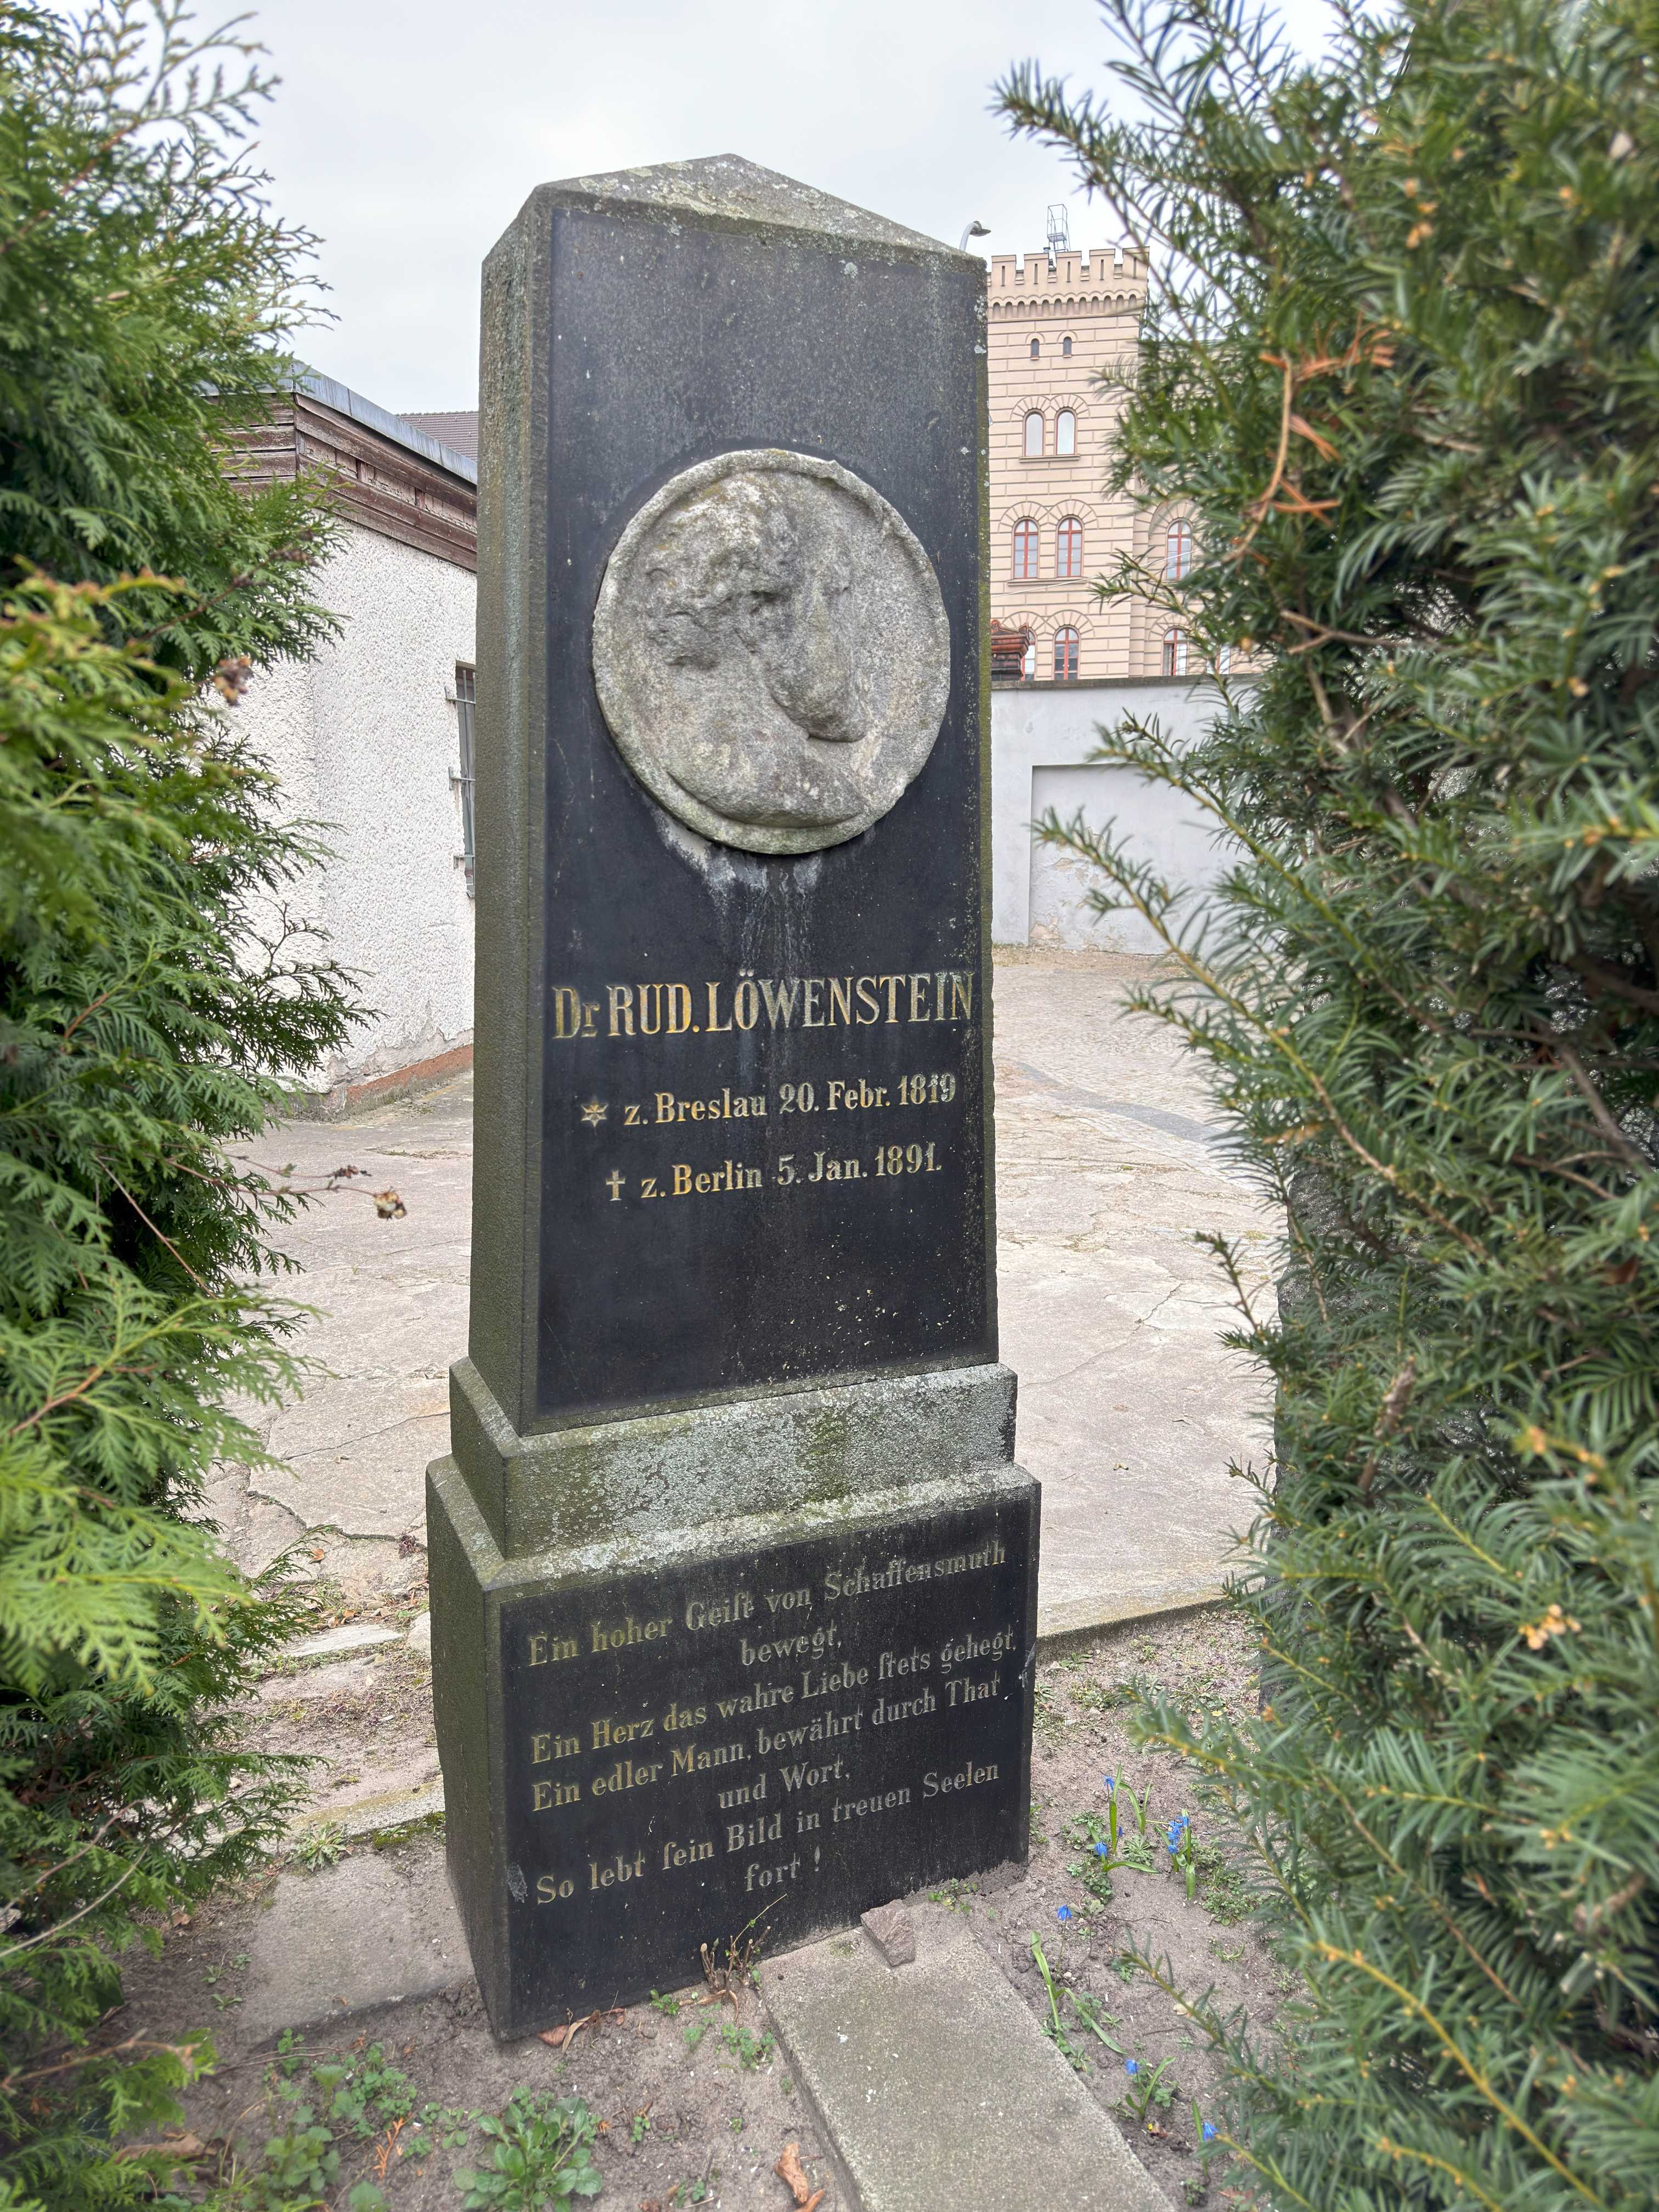 Dr RUD. LÖWENSTEIN
✶ z. Breslau 20. Febr. 1819
† z. Berlin 5. Jan. 1891.
Ein hoher Geiſt von Schaffensmuth
bewegt,
Ein Herz das wahre Liebe ſtets gehegt,
Ein edler Mann, bewährt durch That
und Wort,
So lebt ſein Bild in treuen Seelen
fort!